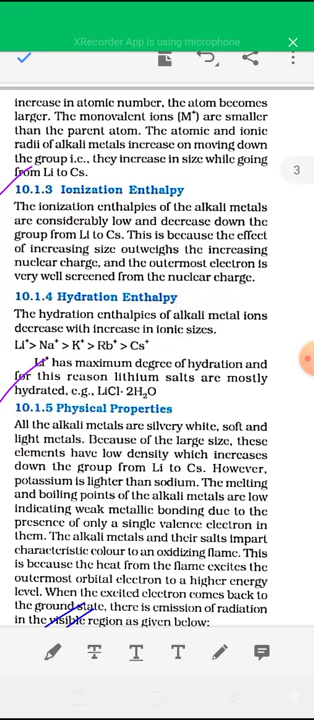 XRecorder App is using microphone
increase in atomic number, the atom becomes
larger. The monovalent ions (M⁺) are smaller
than the parent atom. The atomic and ionic
radii of alkali metals increase on moving down
the group i.e., they increase in size while going
from Li to Cs.
3
10.1.3 Ionization Enthalpy
The ionization enthalpies of the alkali metals
are considerably low and decrease down the
group from Li to Cs. This is because the effect
of increasing size outweighs the increasing
nuclear charge, and the outermost electron is
very well screened from the nuclear charge.
10.1.4 Hydration Enthalpy
The hydration enthalpies of alkali metal ions
decrease with increase in ionic sizes.
Li⁺> Na⁺ > K⁺ > Rb⁺ > Cs⁺
Li⁺ has maximum degree of hydration and
for this reason lithium salts are mostly
hydrated, e.g., LiCl· 2H₂O
10.1.5 Physical Properties
All the alkali metals are silvery white, soft and
light metals. Because of the large size, these
elements have low density which increases
down the group from Li to Cs. However,
potassium is lighter than sodium. The melting
and boiling points of the alkali metals are low
indicating weak metallic bonding due to the
presence of only a single valence electron in
them. The alkali metals and their salts impart
characteristic colour to an oxidizing flame. This
is because the heat from the flame excites the
outermost orbital electron to a higher energy
level. When the excited electron comes back to
the ground state, there is emission of radiation
in the visible region as given below: